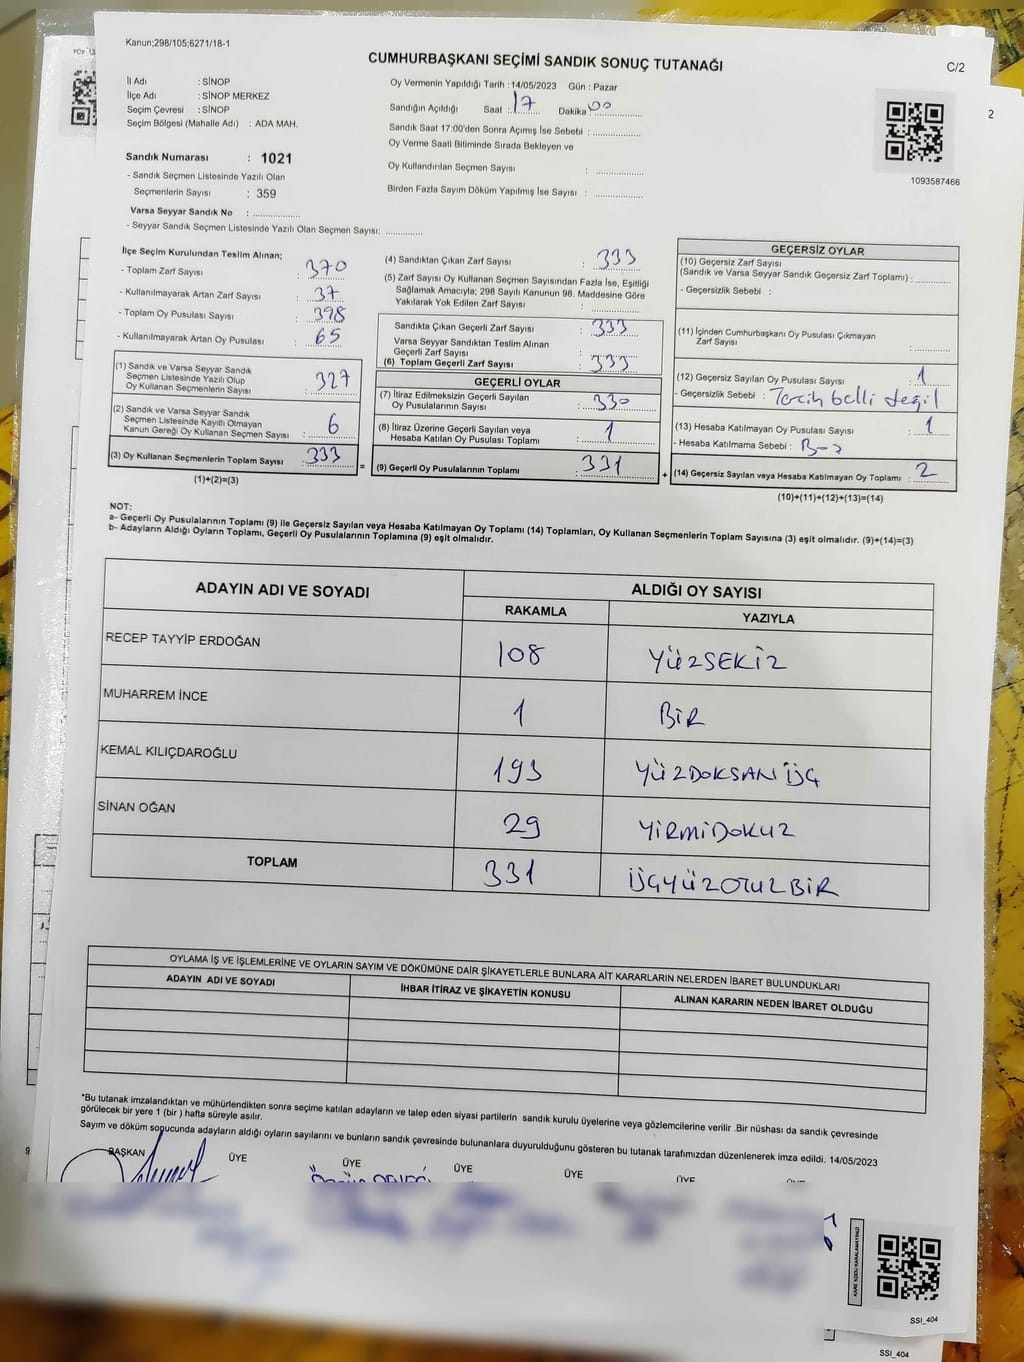 Kanun;298/105;6271/18-1
CUMHURBAŞKANI SEÇİMİ SANDIK SONUÇ TUTANAĞI
C/2
2
İl Adı : SİNOP
İlçe Adı : SİNOP MERKEZ
Seçim Çevresi : SİNOP
Seçim Bölgesi (Mahalle Adı) : ADA MAH.
Oy Vermenin Yapıldığı Tarih : 14/05/2023 Gün : Pazar
Sandığın Açıldığı Saat : 17 Dakika 00
Sandık Saat 17:00'den Sonra Açımış İse Sebebi :
Oy Verme Saati Bitiminde Sırada Bekleyen ve
Oy Kullandırılan Seçmen Sayısı :
Birden Fazla Sayım Döküm Yapılmış İse Sayısı :
1093587466
Sandık Numarası : 1021
- Sandık Seçmen Listesinde Yazılı Olan
Seçmenlerin Sayısı : 359
Varsa Seyyar Sandık No :
- Seyyar Sandık Seçmen Listesinde Yazılı Olan Seçmen Sayısı:
İlçe Seçim Kurulundan Teslim Alınan;
- Toplam Zarf Sayısı : 370
- Kullanılmayarak Artan Zarf Sayısı : 37
- Toplam Oy Pusulası Sayısı : 398
- Kullanılmayarak Artan Oy Pusulası : 65
(1) Sandık ve Varsa Seyyar Sandık
Seçmen Listesinde Yazılı Olup
Oy Kullanan Seçmenlerin Sayısı : 327
(2) Sandık ve Varsa Seyyar Sandık
Seçmen Listesinde Kayıtlı Olmayan
Kanun Gereği Oy Kullanan Seçmen Sayısı : 6
(3) Oy Kullanan Seçmenlerin Toplam Sayısı : 333
(1)+(2)=(3)
(4) Sandıktan Çıkan Zarf Sayısı : 333
(5) Zarf Sayısı Oy Kullanan Seçmen Sayısından Fazla İse, Eşitliği
Sağlamak Amacıyla; 298 Sayılı Kanunun 98. Maddesine Göre
Yakılarak Yok Edilen Zarf Sayısı :
Sandıkta Çıkan Geçerli Zarf Sayısı : 333
Varsa Seyyar Sandıktan Teslim Alınan
Geçerli Zarf Sayısı :
(6) Toplam Geçerli Zarf Sayısı : 333
GEÇERLİ OYLAR
(7) İtiraz Edilmeksizin Geçerli Sayılan
Oy Pusulalarının Sayısı : 330
(8) İtiraz Üzerine Geçerli Sayılan veya
Hesaba Katılan Oy Pusulası Toplamı : 1
= (9) Geçerli Oy Pusulalarının Toplamı : 331
GEÇERSİZ OYLAR
(10) Geçersiz Zarf Sayısı
(Sandık ve Varsa Seyyar Sandık Geçersiz Zarf Toplamı) :
- Geçersizlik Sebebi :
(11) İçinden Cumhurbaşkanı Oy Pusulası Çıkmayan
Zarf Sayısı :
(12) Geçersiz Sayılan Oy Pusulası Sayısı : 1
- Geçersizlik Sebebi : Tercih belli değil
(13) Hesaba Katılmayan Oy Pusulası Sayısı : 1
- Hesaba Katılmama Sebebi :
+ (14) Geçersiz Sayılan veya Hesaba Katılmayan Oy Toplamı : 2
(10)+(11)+(12)+(13)=(14)
NOT:
a- Geçerli Oy Pusulalarının Toplamı (9) ile Geçersiz Sayılan veya Hesaba Katılmayan Oy Toplamı (14) Toplamları, Oy Kullanan Seçmenlerin Toplam Sayısına (3) eşit olmalıdır. (9)+(14)=(3)
b- Adayların Aldığı Oyların Toplamı, Geçerli Oy Pusulalarının Toplamına (9) eşit olmalıdır.
ADAYIN ADI VE SOYADI ALDIĞI OY SAYISI
RAKAMLA YAZIYLA
RECEP TAYYİP ERDOĞAN 108 YÜZSEKİZ
MUHARREM İNCE 1 BİR
KEMAL KILIÇDAROĞLU 193 YÜZDOKSANÜÇ
SİNAN OĞAN 29 YİRMİDOKUZ
TOPLAM 331 ÜÇYÜZOTUZBİR
OYLAMA İŞ VE İŞLEMLERİNE VE OYLARIN SAYIM VE DÖKÜMÜNE DAİR ŞİKAYETLERLE BUNLARA AİT KARARLARIN NELERDEN İBARET BULUNDUKLARI
ADAYIN ADI VE SOYADI İHBAR İTİRAZ VE ŞİKAYETİN KONUSU ALINAN KARARIN NEDEN İBARET OLDUĞU
*Bu tutanak imzalandıktan ve mühürlendikten sonra seçime katılan adayların ve talep eden siyasi partilerin sandık kurulu üyelerine veya gözlemcilerine verilir .Bir nüshası da sandık çevresinde
görülecek bir yere 1 (bir ) hafta süreyle asılır.
Sayım ve döküm sonucunda adayların aldığı oyların sayılarını ve bunların sandık çevresinde bulunanlara duyurulduğunu gösteren bu tutanak tarafımızdan düzenlenerek imza edildi. 14/05/2023
BAŞKAN ÜYE ÜYE ÜYE ÜYE ÜYE
KARE KODU KARALAMAYINIZ!
SSI_404
SSI_404